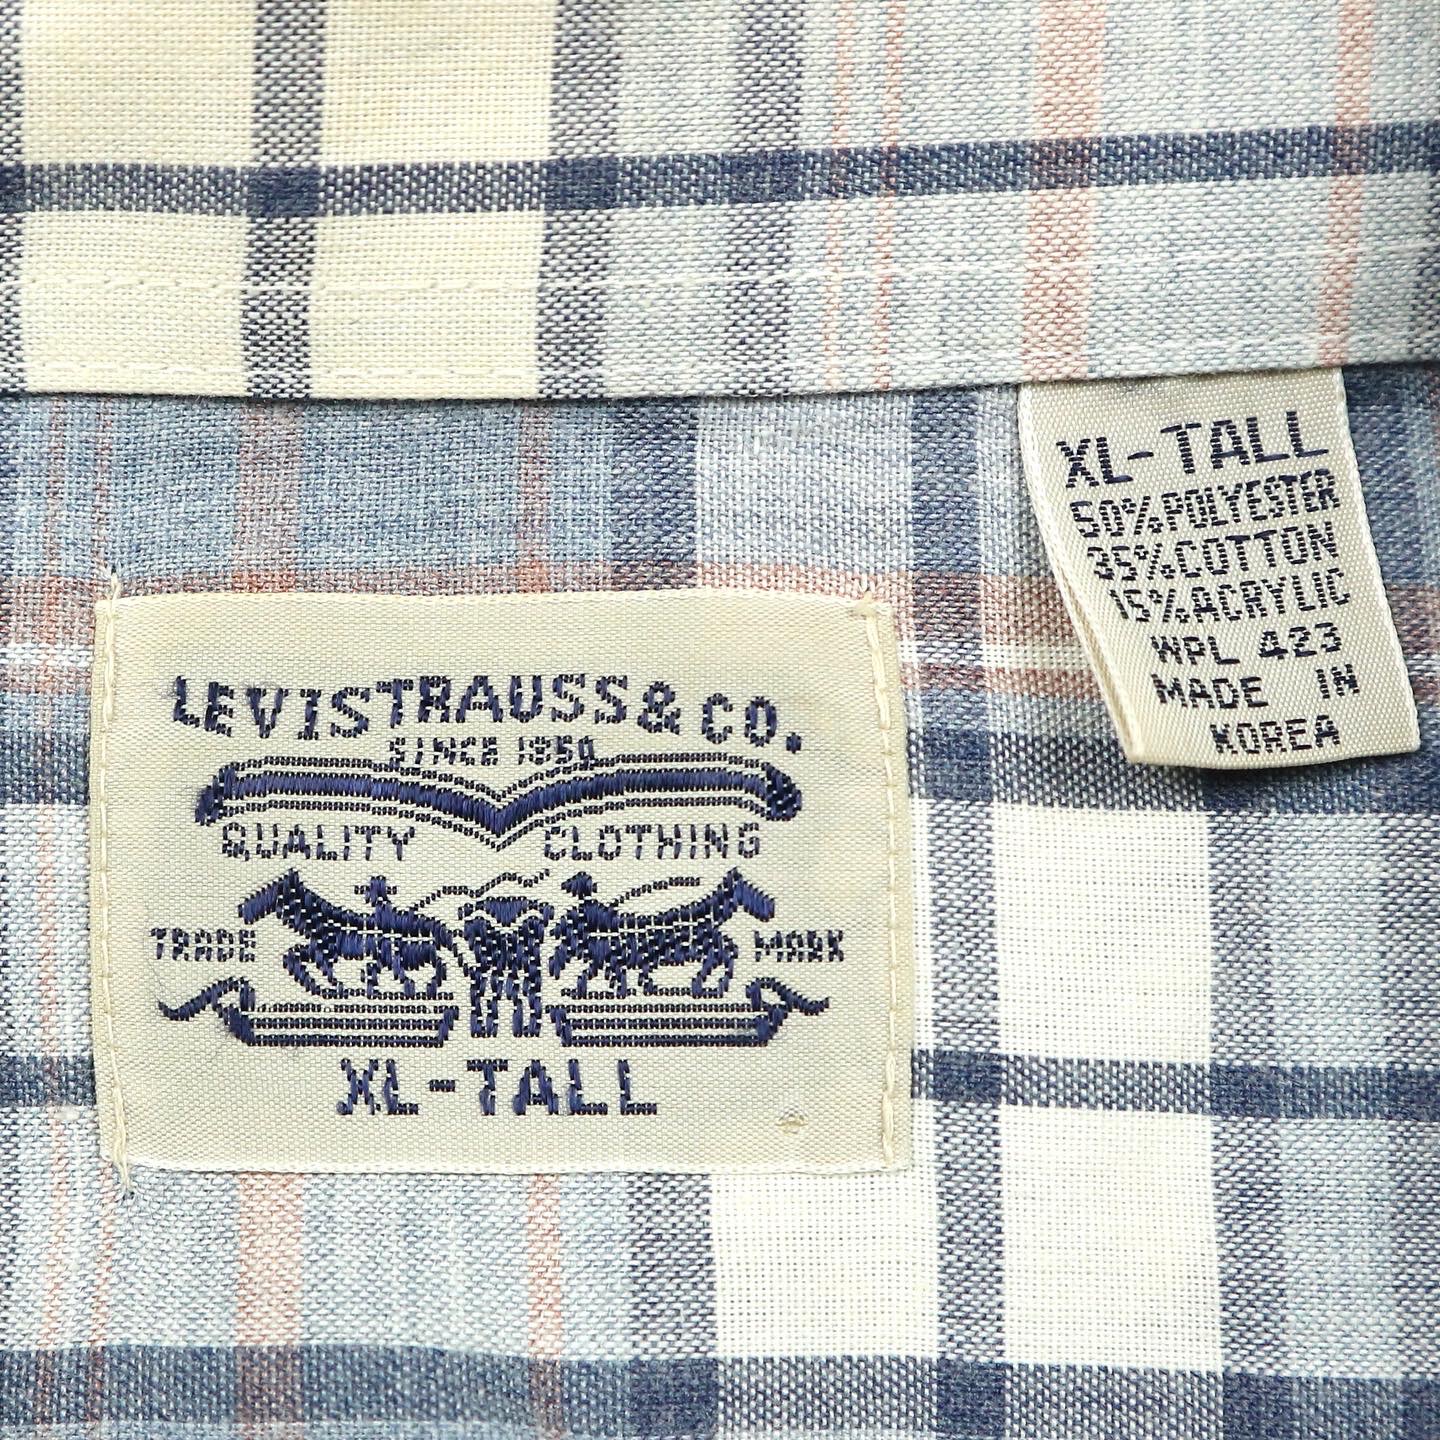 LEVI STRAUSS & CO.
SINCE 1850
QUALITY CLOTHING
TRADE MARK
XL-TALL
XL-TALL
50% POLYESTER
35% COTTON
15% ACRYLIC
WPL 423
MADE IN
KOREA